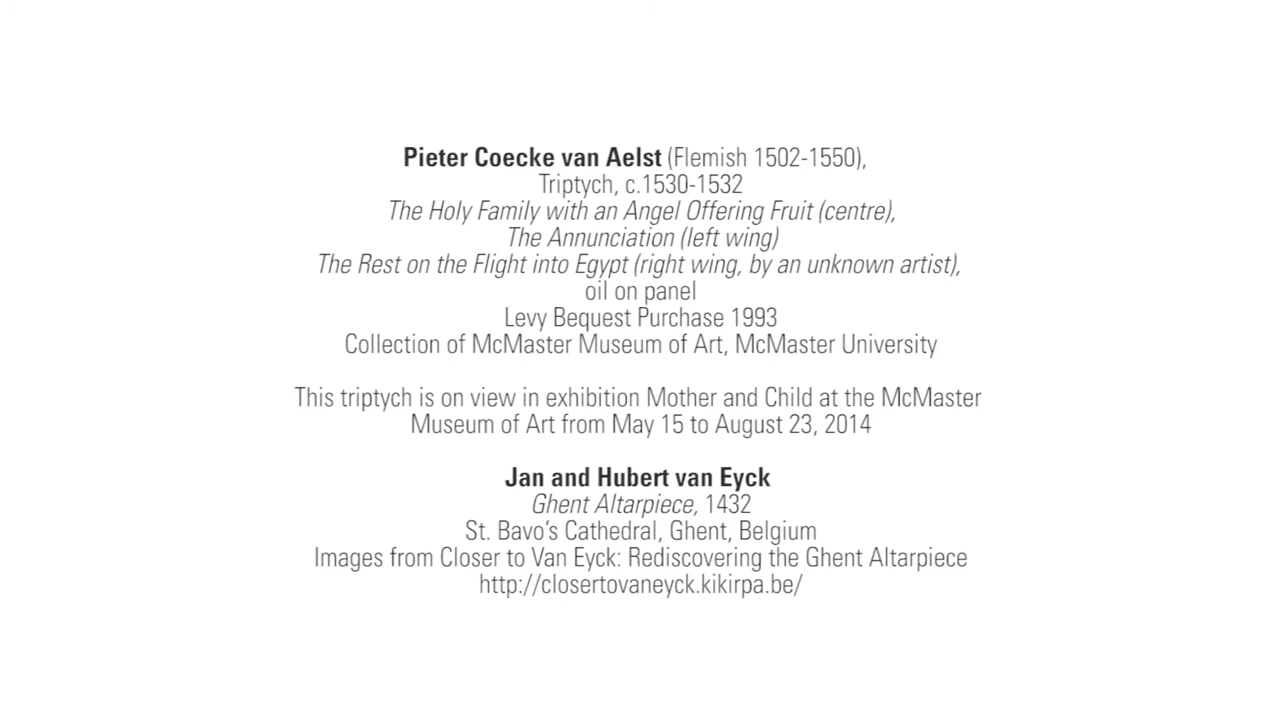 Pieter Coecke van Aelst (Flemish 1502-1550),
Triptych, c.1530-1532
The Holy Family with an Angel Offering Fruit (centre),
The Annunciation (left wing)
The Rest on the Flight into Egypt (right wing, by an unknown artist),
oil on panel
Levy Bequest Purchase 1993
Collection of McMaster Museum of Art, McMaster University
This triptych is on view in exhibition Mother and Child at the McMaster
Museum of Art from May 15 to August 23, 2014
Jan and Hubert van Eyck
Ghent Altarpiece, 1432
St. Bavo's Cathedral, Ghent, Belgium
Images from Closer to Van Eyck: Rediscovering the Ghent Altarpiece
http://closertovaneyck.kikirpa.be/